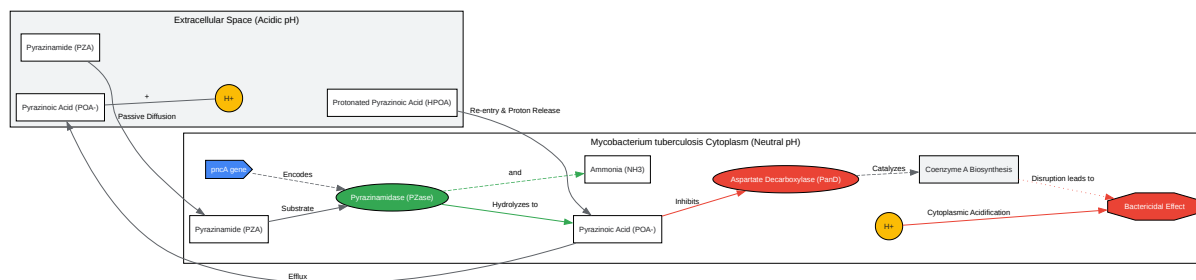 Extracellular Space (Acidic pH)
Pyrazinamide (PZA)
Pyrazinoic Acid (POA-)
+
H+
Protonated Pyrazinoic Acid (HPOA)
Passive Diffusion
Re-entry & Proton Release
Mycobacterium tuberculosis Cytoplasm (Neutral pH)
pncA gene
Encodes
Pyrazinamidase (PZase)
and
Ammonia (NH3)
Substrate
Pyrazinamide (PZA)
Hydrolyzes to
Pyrazinoic Acid (POA-)
Inhibits
Aspartate Decarboxylase (PanD)
Catalyzes
Coenzyme A Biosynthesis
Disruption leads to
H+
Cytoplasmic Acidification
Bactericidal Effect
Efflux